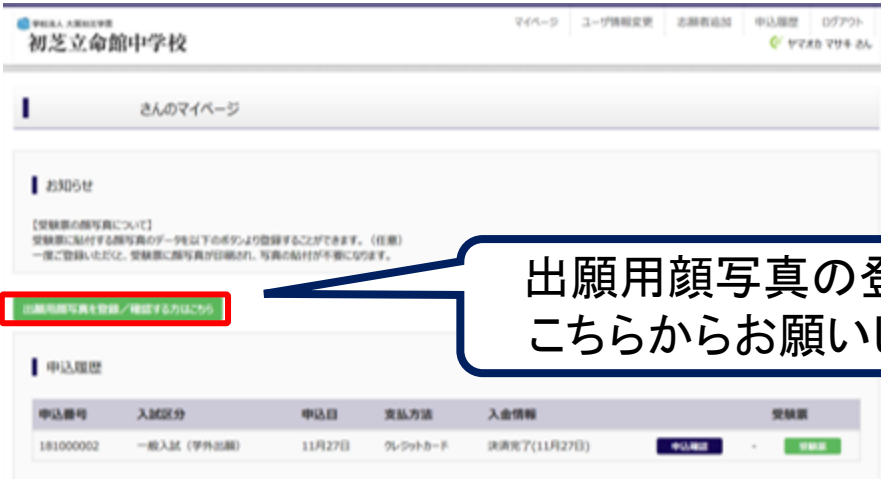 学校法人 大阪初芝学園
初芝立命館中学校
マイページ ユーザ情報変更 志願者追加 申込履歴 ログアウト
ヤマオカ マサキ さん
さんのマイページ
お知らせ
【受験票の顔写真について】
受験票に貼付する顔写真のデータを以下のボタンより登録することができます。（任意）
一度ご登録いただくと、受験票に顔写真が印刷され、写真の貼付が不要になります。
出願用顔写真の登
こちらからお願いし
出願用顔写真を登録／確認する方はこちら
申込履歴
申込番号 入試区分 申込日 支払方法 入金情報 受験票
181000002 一般入試（学外出願） 11月27日 クレジットカード 決済完了(11月27日) 申込確認 - 受験票